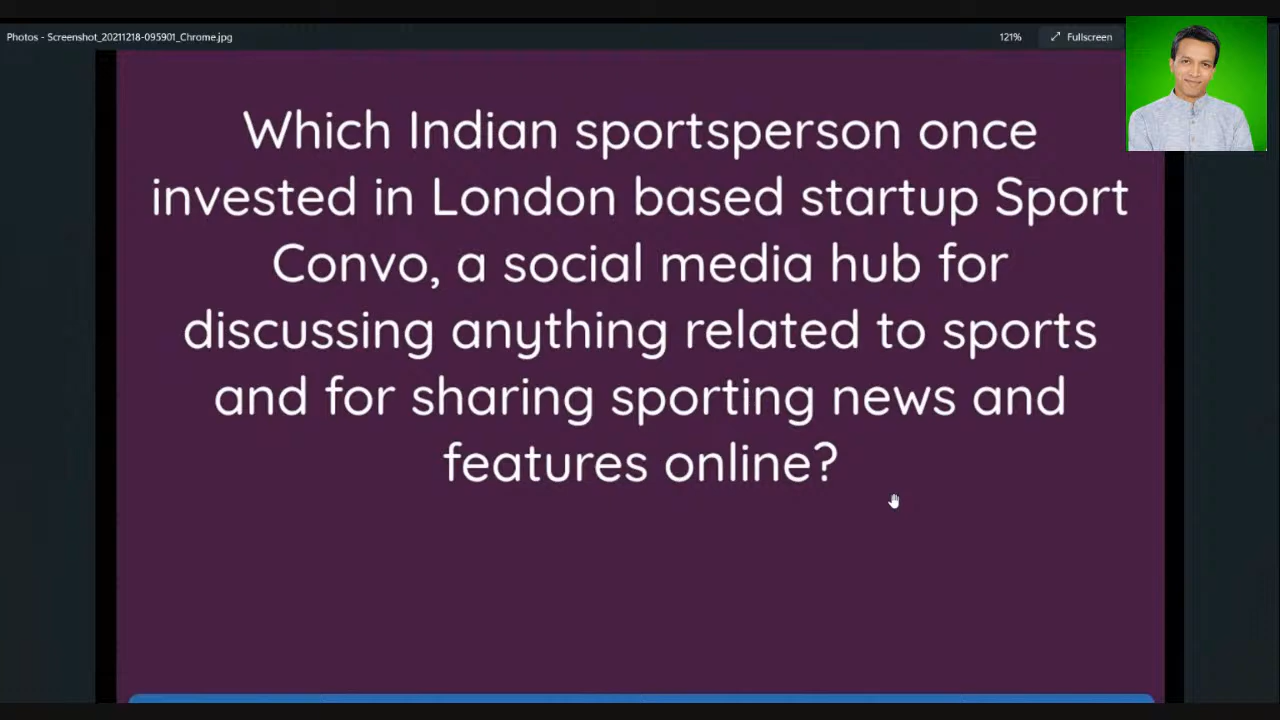 Photos - Screenshot_20211218-095901_Chrome.jpg
121%
Fullscreen
Which Indian sportsperson once
invested in London based startup Sport
Convo, a social media hub for
discussing anything related to sports
and for sharing sporting news and
features online?